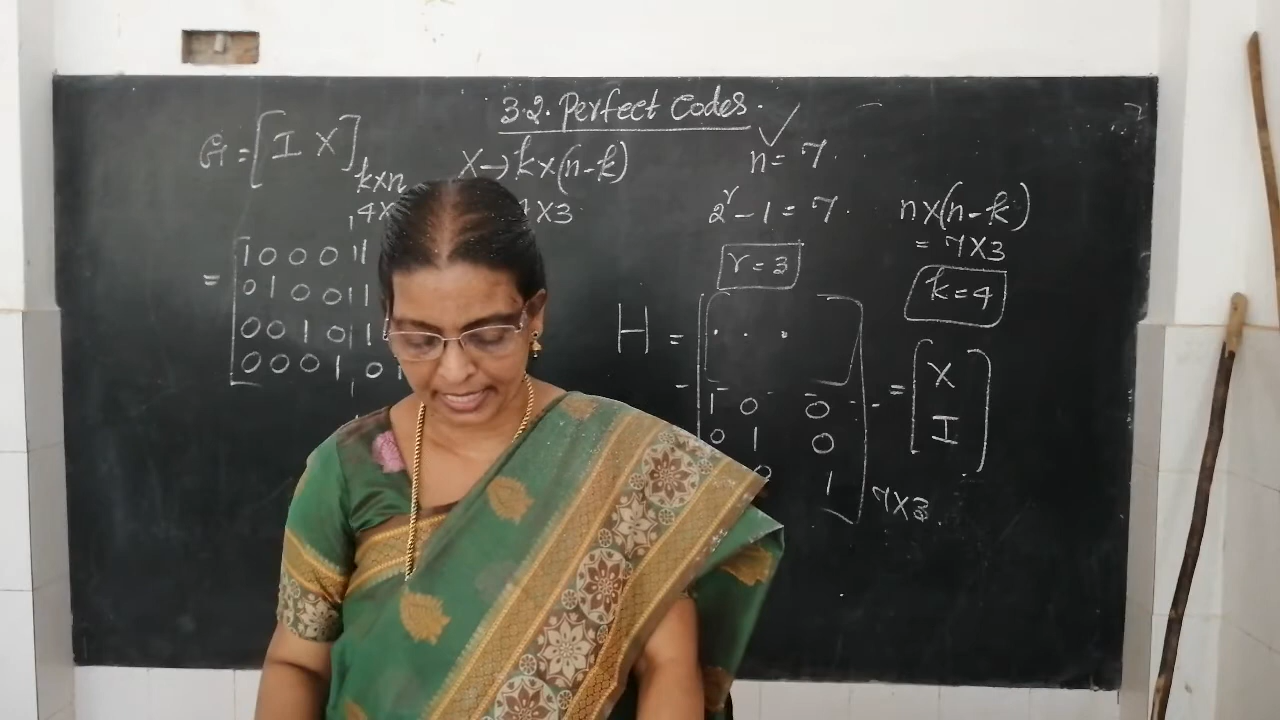 3.2. Perfect Codes.
G = [I X] k×n
X → k×(n-k)
4×
4×3
n = 7.
2^r - 1 = 7.
r = 3
n×(n-k)
= 7×3
k = 4
= 1 0 0 0 1 1
0 1 0 0 1 1
0 0 1 0 1
0 0 0 1 0
H =
1 0 0
0 1 0
0 1
7×3.
= [X
I]